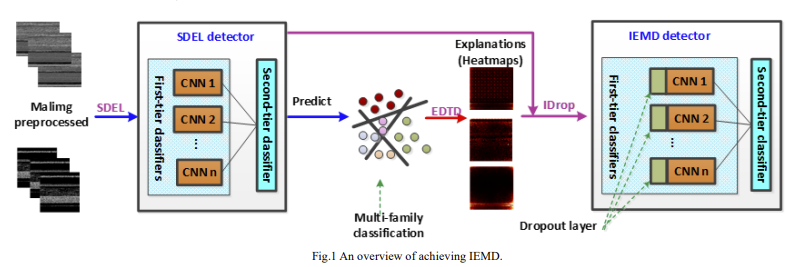 SDEL detector
First-tier classifiers
CNN 1
CNN 2
...
CNN n
Second-tier classifier
Malimg
preprocessed
SDEL
Predict
Multi-family
classification
EDTD
Explanations
(Heatmaps)
IDrop
IEMD detector
First-tier classifiers
CNN 1
CNN 2
...
CNN n
Second-tier classifier
Dropout layer
Fig.1 An overview of achieving IEMD.